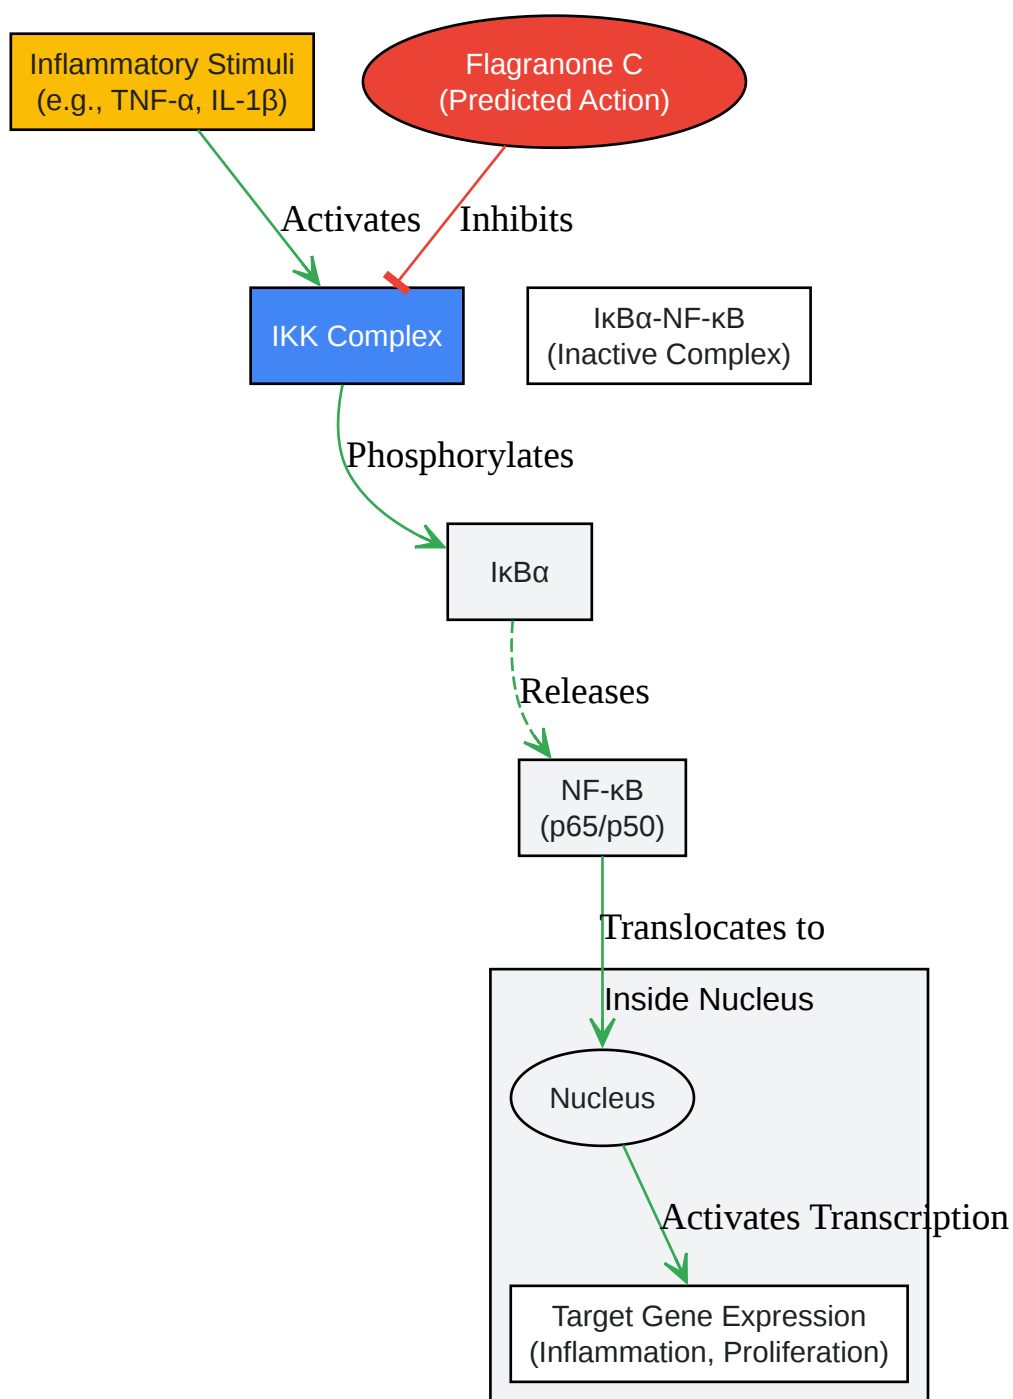 Inflammatory Stimuli
(e.g., TNF-α, IL-1β)
Flagranone C
(Predicted Action)
Activates
Inhibits
IKK Complex
IκBα-NF-κB
(Inactive Complex)
Phosphorylates
IκBα
Releases
NF-κB
(p65/p50)
Translocates to
Inside Nucleus
Nucleus
Activates Transcription
Target Gene Expression
(Inflammation, Proliferation)